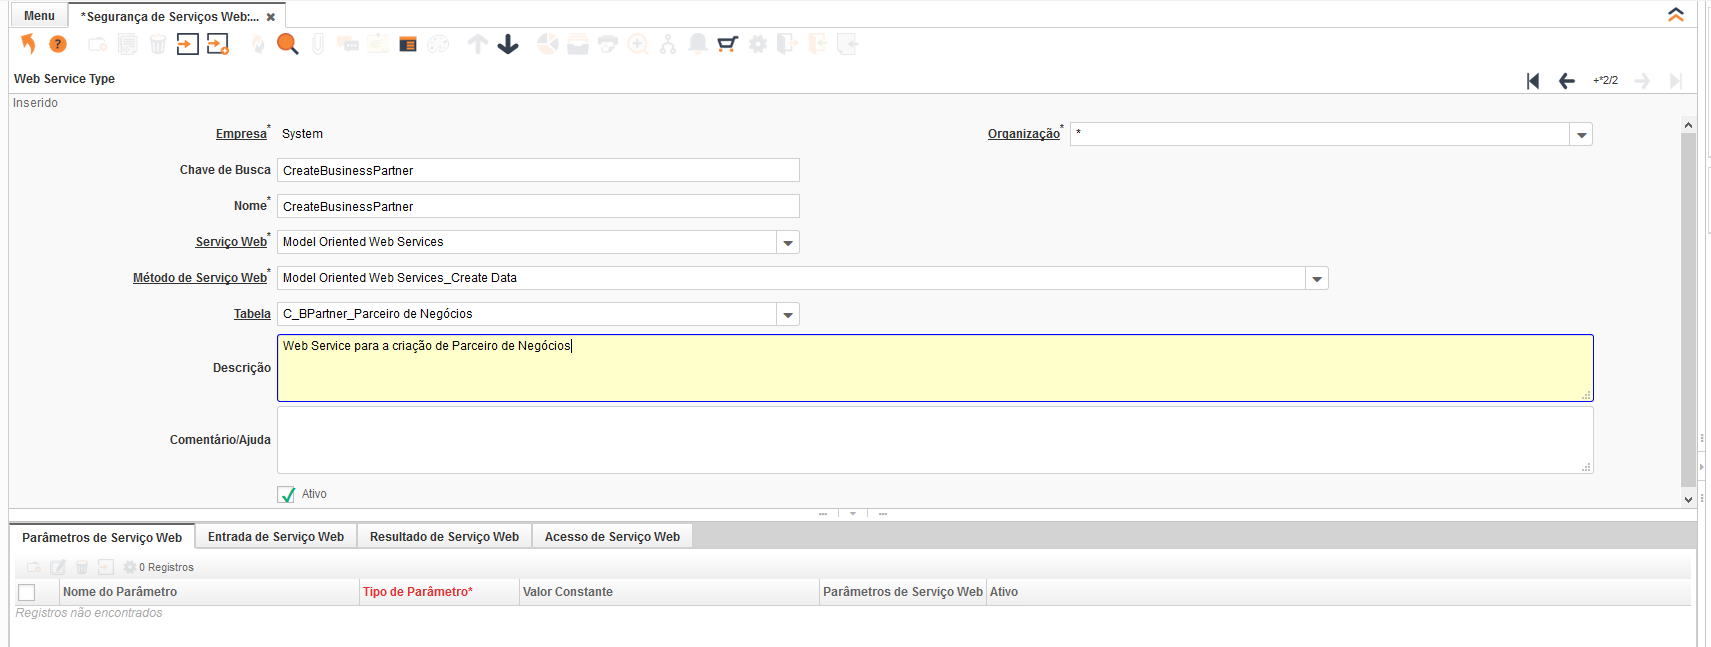 Menu
*Segurança de Serviços Web:...
Web Service Type
+*2/2
Inserido
Empresa* System
Organização* *
Chave de Busca CreateBusinessPartner
Nome* CreateBusinessPartner
Serviço Web* Model Oriented Web Services
Método de Serviço Web* Model Oriented Web Services_Create Data
Tabela C_BPartner_Parceiro de Negócios
Descrição Web Service para a criação de Parceiro de Negócios
Comentário/Ajuda
Ativo
Parâmetros de Serviço Web Entrada de Serviço Web Resultado de Serviço Web Acesso de Serviço Web
0 Registros
Nome do Parâmetro Tipo de Parâmetro* Valor Constante Parâmetros de Serviço Web Ativo
Registros não encontrados